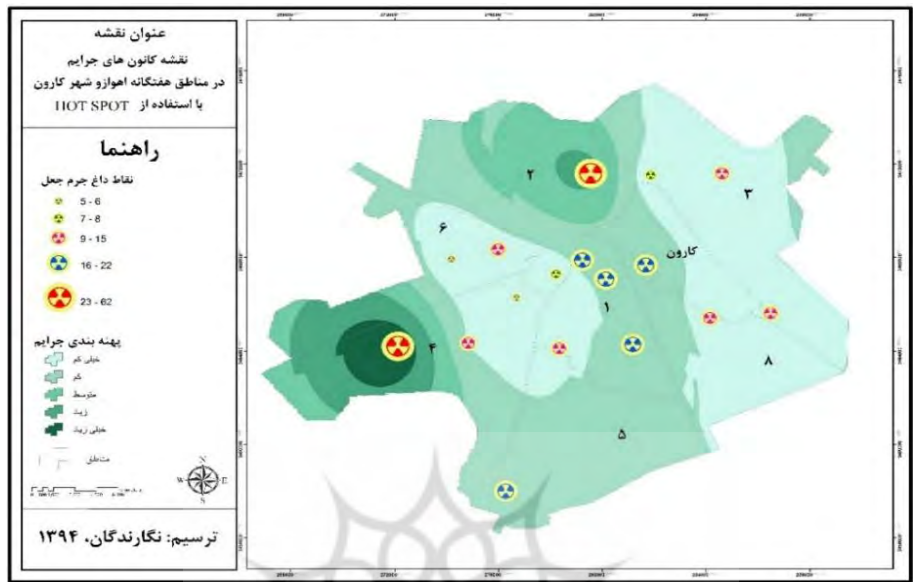 عنوان نقشه
نقشه کانون های جرایم
در مناطق هفتگانه اهوازو شهر کارون
با استفاده از HOT SPOT
راهنما
نقاط داغ جرم جعل
5 - 6
7 - 8
9 - 15
16 - 22
23 - 62
پهنه بندی جرایم
خیلی کم
کم
متوسط
زیاد
خیلی زیاد
مناطق
N
W
E
S
ترسیم: نگارندگان، ۱۳۹۴
۲
۳
۶
کارون
۱
۴
۸
۵